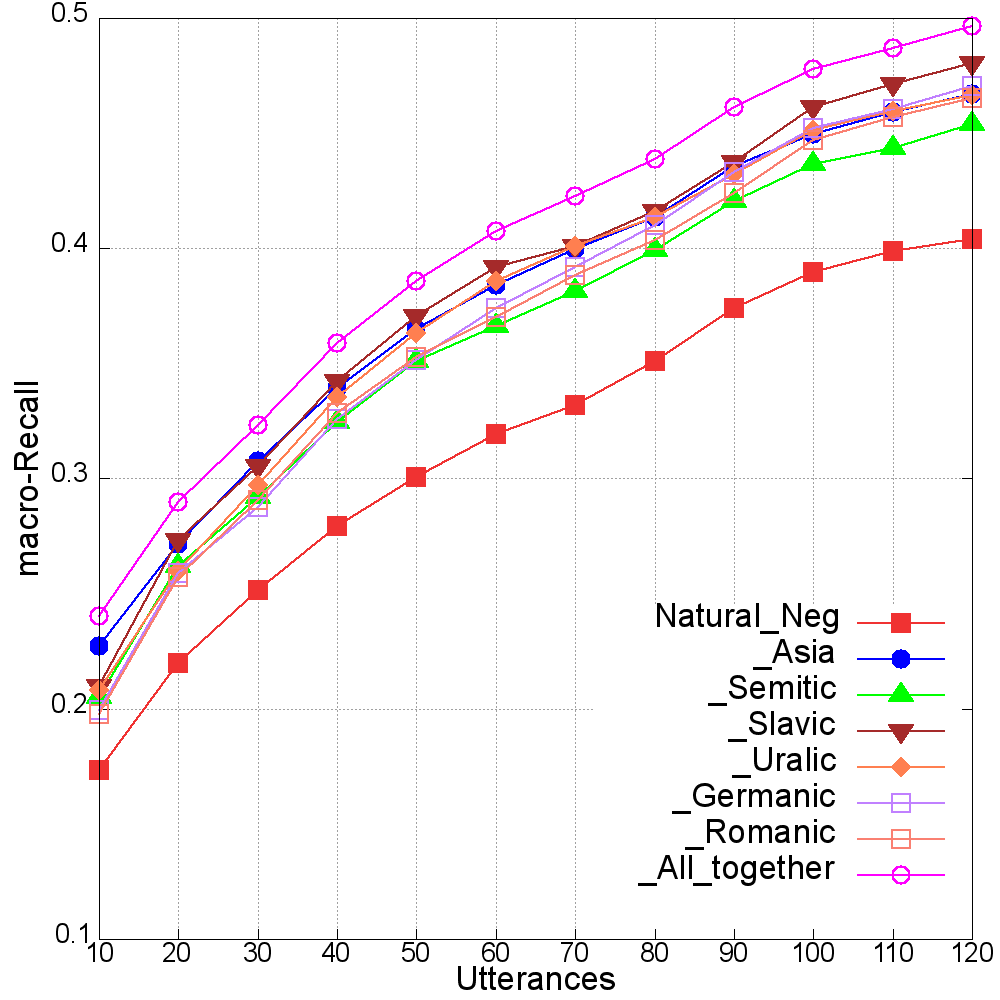 0.5
0.4
0.3
0.2
0.1
macro-Recall
Natural_Neg
_Asia
_Semitic
_Slavic
_Uralic
_Germanic
_Romanic
_All_together
10 20 30 40 50 60 70 80 90 100 110 120
Utterances